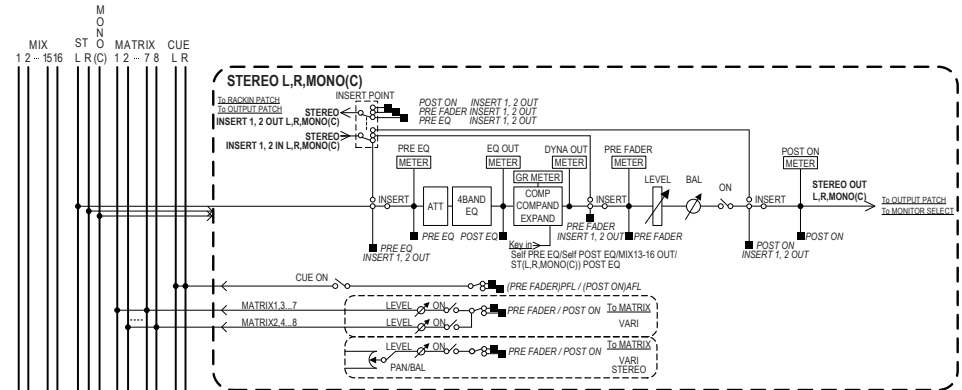 M
O
N
O
(C)
MIX
1 2 ··· 1516
ST
L R
MATRIX
1 2 ··· 7 8
CUE
L R
STEREO L,R,MONO(C)
To RACKIN PATCH
To OUTPUT PATCH
INSERT POINT
STEREO
INSERT 1, 2 OUT L,R,MONO(C)
STEREO
INSERT 1, 2 IN L,R,MONO(C)
POST ON INSERT 1, 2 OUT
PRE FADER INSERT 1, 2 OUT
PRE EQ INSERT 1, 2 OUT
PRE EQ
METER
EQ OUT
METER
DYNA OUT
METER
PRE FADER
METER
POST ON
METER
GR METER
INSERT
ATT
4BAND
EQ
COMP
COMPAND
EXPAND
INSERT
LEVEL
BAL
ON
INSERT
STEREO OUT
L,R,MONO(C)
To OUTPUT PATCH
To MONITOR SELECT
PRE EQ
INSERT 1, 2 OUT
PRE EQ
POST EQ
Key in
Self PRE EQ/Self POST EQ/MIX13-16 OUT/
ST(L,R,MONO(C)) POST EQ
PRE FADER
INSERT 1, 2 OUT
PRE FADER
POST ON
INSERT 1, 2 OUT
POST ON
CUE ON
(PRE FADER)PFL / (POST ON)AFL
MATRIX1,3...7
LEVEL
ON
PRE FADER / POST ON
To MATRIX
VARI
MATRIX2,4...8
LEVEL
ON
LEVEL
ON
PAN/BAL
PRE FADER / POST ON
To MATRIX
VARI
STEREO